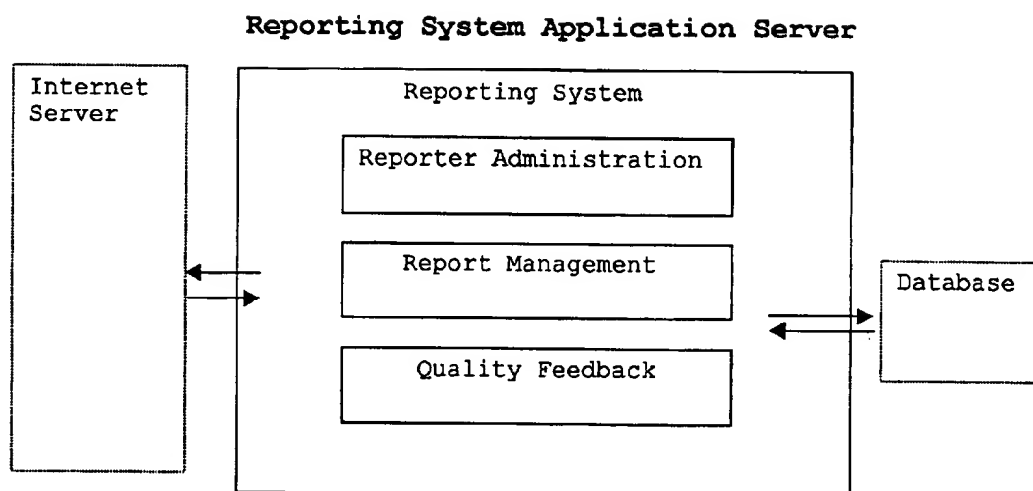 Reporting System Application Server
Internet
Server
Reporting System
Reporter Administration
Report Management
Quality Feedback
Database